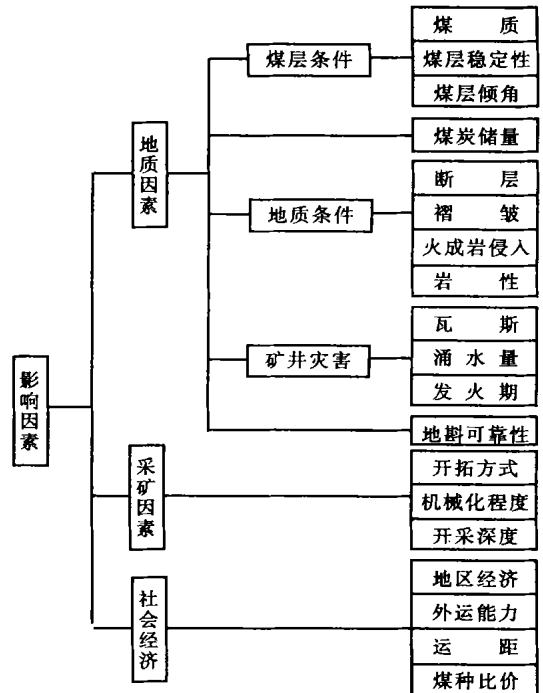 影响因素
地质因素
煤层条件
煤 质
煤层稳定性
煤层倾角
煤炭储量
地质条件
断 层
褶 皱
火成岩侵入
岩 性
矿井灾害
瓦 斯
涌 水 量
发 火 期
地斟可靠性
采矿因素
开拓方式
机械化程度
开采深度
社会经济
地区经济
外运能力
运 距
煤种比价